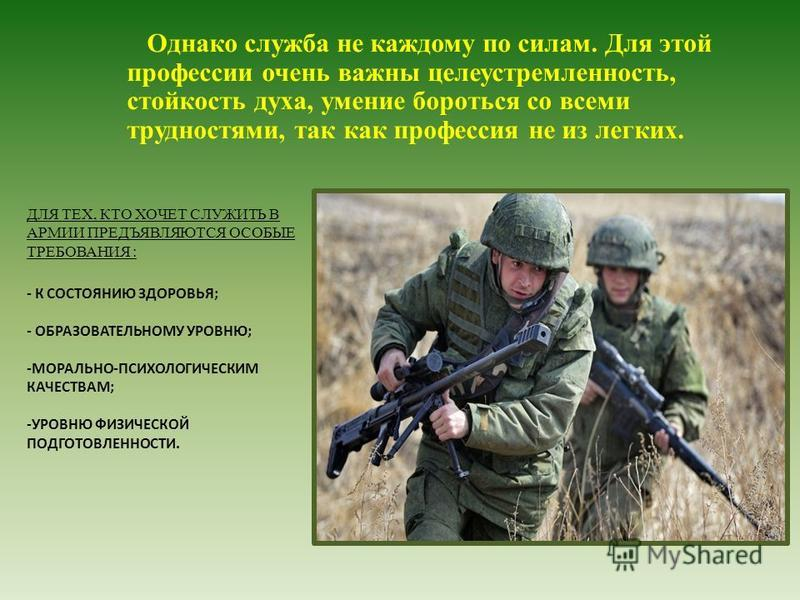 Однако служба не каждому по силам. Для этой
профессии очень важны целеустремленность,
стойкость духа, умение бороться со всеми
трудностями, так как профессия не из легких.
ДЛЯ ТЕХ, КТО ХОЧЕТ СЛУЖИТЬ В
АРМИИ ПРЕДЪЯВЛЯЮТСЯ ОСОБЫЕ
ТРЕБОВАНИЯ :
- К СОСТОЯНИЮ ЗДОРОВЬЯ;
- ОБРАЗОВАТЕЛЬНОМУ УРОВНЮ;
-МОРАЛЬНО-ПСИХОЛОГИЧЕСКИМ
КАЧЕСТВАМ;
-УРОВНЮ ФИЗИЧЕСКОЙ
ПОДГОТОВЛЕННОСТИ.
MyShared